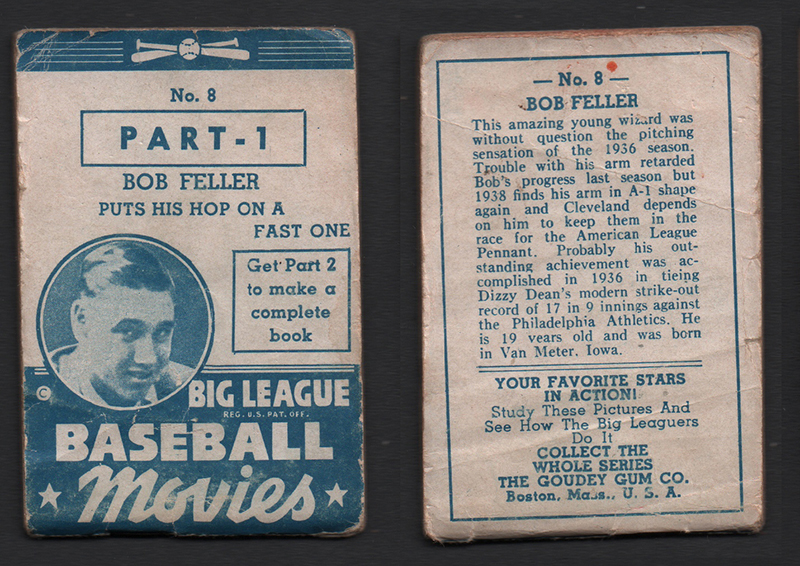 No. 8
PART-1
BOB FELLER
PUTS HIS HOP ON A
FAST ONE
Get Part 2
to make a
complete
book
©
BIG LEAGUE
REG. U.S. PAT. OFF.
BASEBALL
Movies
— No. 8 —
BOB FELLER
This amazing young wizard was
without question the pitching
sensation of the 1936 season.
Trouble with his arm retarded
Bob's progress last season but
1938 finds his arm in A-1 shape
again and Cleveland depends
on him to keep them in the
race for the American League
Pennant. Probably his out-
standing achievement was ac-
complished in 1936 in tieing
Dizzy Dean's modern strike-out
record of 17 in 9 innings against
the Philadelphia Athletics. He
is 19 years old and was born
in Van Meter, Iowa.
YOUR FAVORITE STARS
IN ACTION!
Study These Pictures And
See How The Big Leaguers
Do It
COLLECT THE
WHOLE SERIES
THE GOUDEY GUM CO.
Boston, Mass., U. S. A.